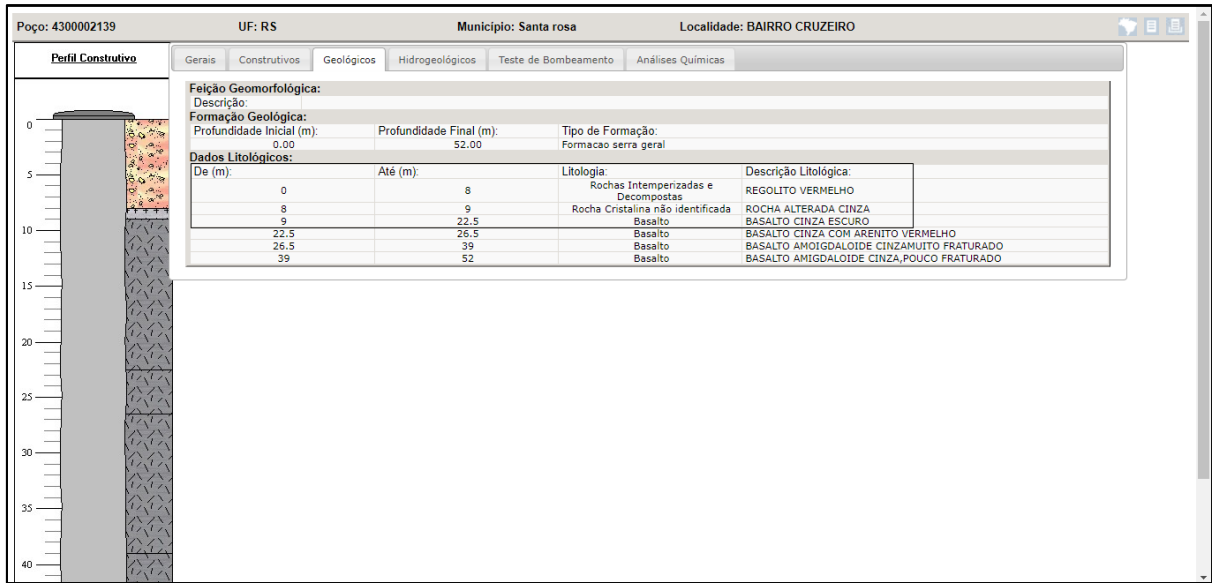 Poço: 4300002139 UF: RS Município: Santa rosa Localidade: BAIRRO CRUZEIRO
Perfil Construtivo
Gerais Construtivos Geológicos Hidrogeológicos Teste de Bombeamento Análises Químicas
Feição Geomorfológica:
Descrição:
Formação Geológica:
Profundidade Inicial (m): Profundidade Final (m): Tipo de Formação:
0.00 52.00 Formacao serra geral
Dados Litológicos:
De (m): Até (m): Litologia: Descrição Litológica:
0 8 Rochas Intemperizadas e Decompostas REGOLITO VERMELHO
8 9 Rocha Cristalina não identificada ROCHA ALTERADA CINZA
9 22.5 Basalto BASALTO CINZA ESCURO
22.5 26.5 Basalto BASALTO CINZA COM ARENITO VERMELHO
26.5 39 Basalto BASALTO AMOIGDALOIDE CINZAMUITO FRATURADO
39 52 Basalto BASALTO AMIGDALOIDE CINZA,POUCO FRATURADO
0
5
10
15
20
25
30
35
40